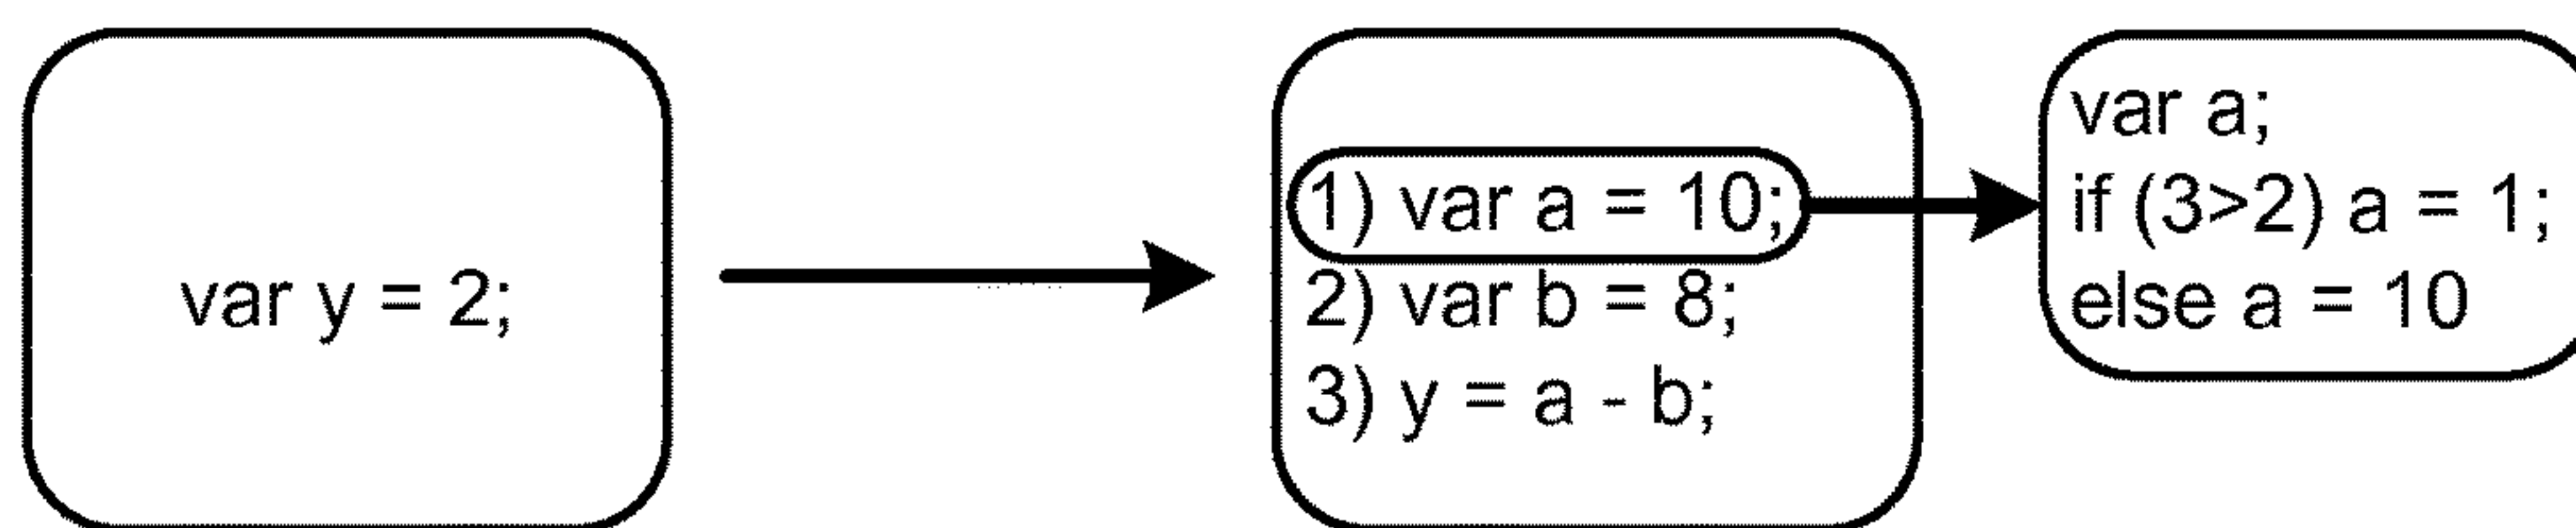 var y = 2;
1) var a = 10;
2) var b = 8;
3) y = a - b;
var a;
if (3>2) a = 1;
else a = 10